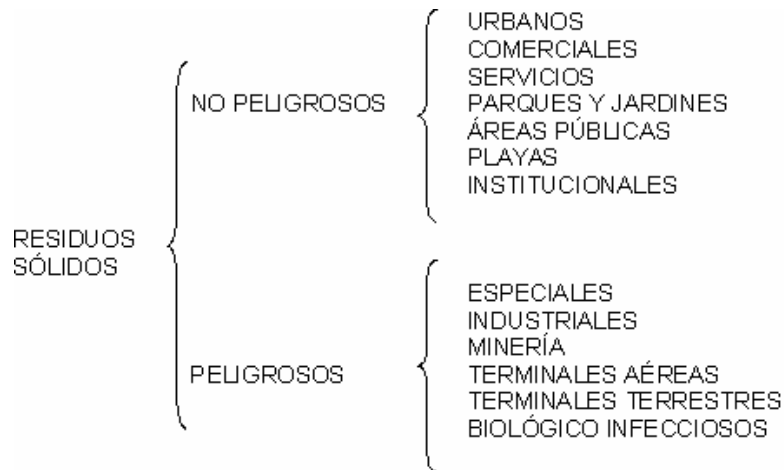 RESIDUOS
SÓLIDOS
NO PELIGROSOS
URBANOS
COMERCIALES
SERVICIOS
PARQUES Y JARDINES
ÁREAS PÚBLICAS
PLAYAS
INSTITUCIONALES
PELIGROSOS
ESPECIALES
INDUSTRIALES
MINERÍA
TERMINALES AÉREAS
TERMINALES TERRESTRES
BIOLÓGICO INFECCIOSOS